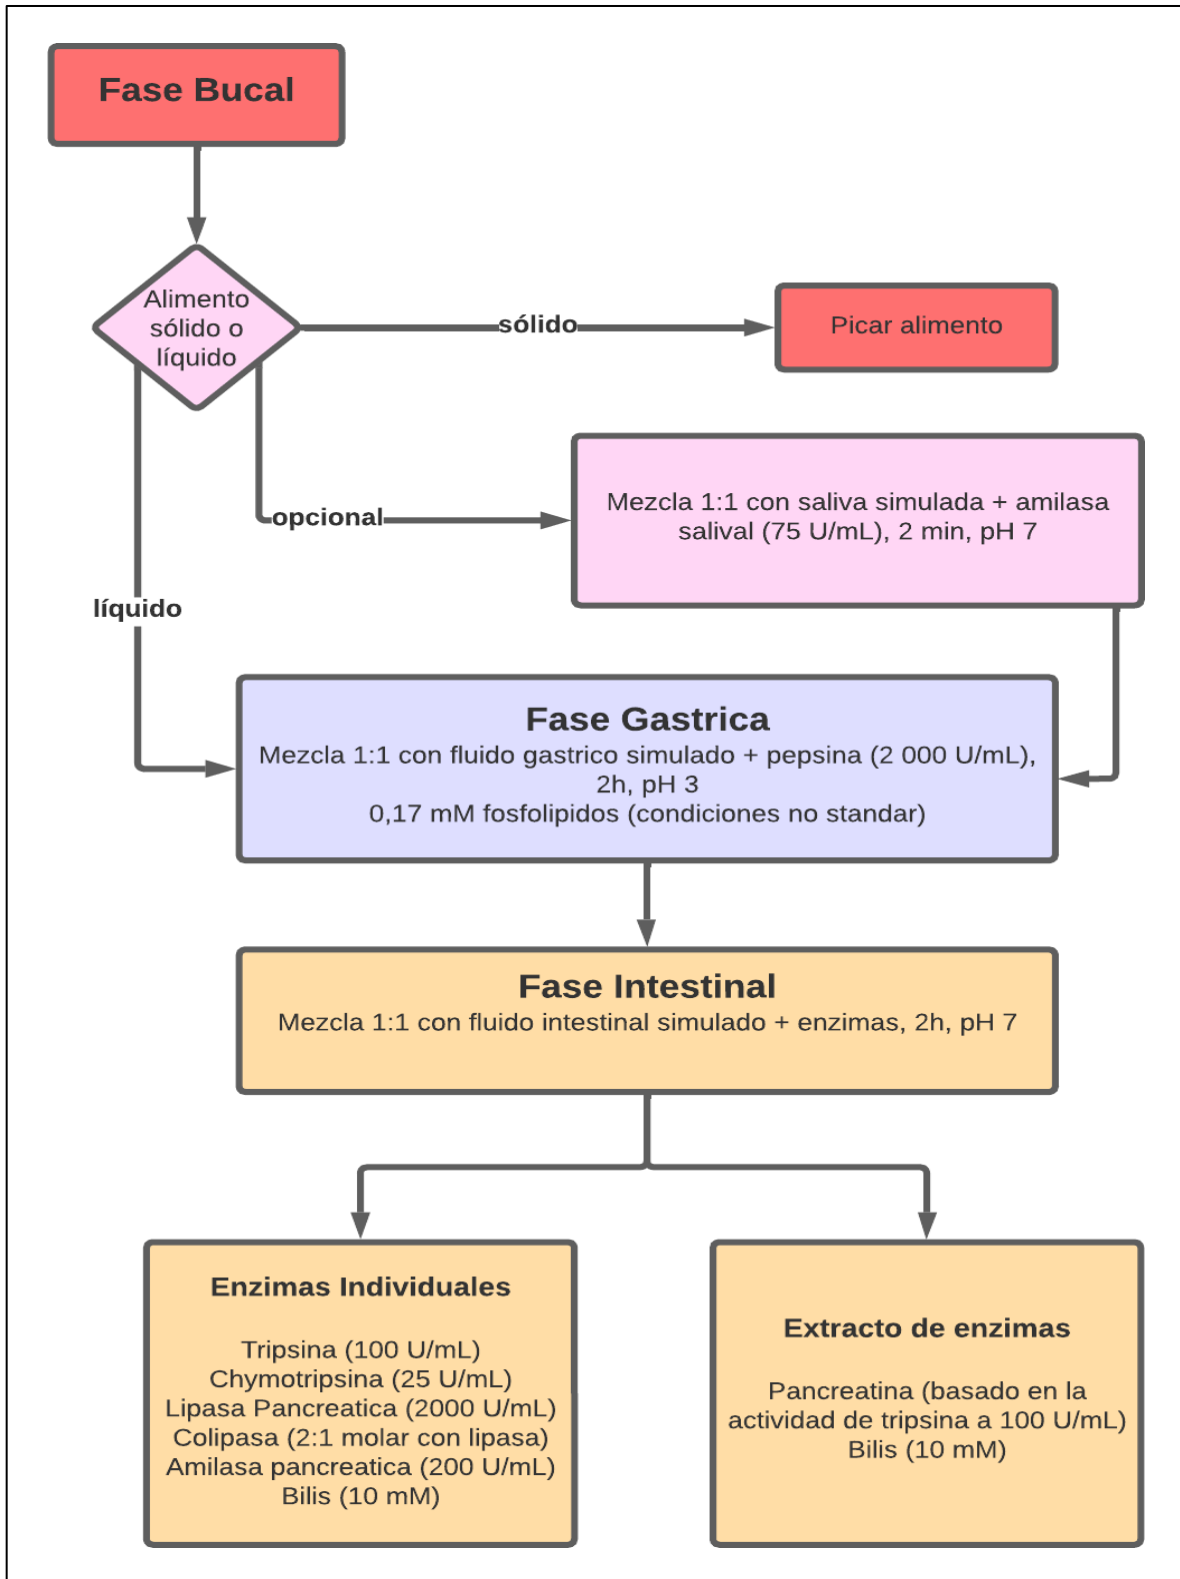 Fase Bucal
Alimento
sólido o
líquido
sólido
Picar alimento
opcional
Mezcla 1:1 con saliva simulada + amilasa
salival (75 U/mL), 2 min, pH 7
líquido
Fase Gastrica
Mezcla 1:1 con fluido gastrico simulado + pepsina (2 000 U/mL),
2h, pH 3
0,17 mM fosfolipidos (condiciones no standar)
Fase Intestinal
Mezcla 1:1 con fluido intestinal simulado + enzimas, 2h, pH 7
Enzimas Individuales
Tripsina (100 U/mL)
Chymotripsina (25 U/mL)
Lipasa Pancreatica (2000 U/mL)
Colipasa (2:1 molar con lipasa)
Amilasa pancreatica (200 U/mL)
Bilis (10 mM)
Extracto de enzimas
Pancreatina (basado en la
actividad de tripsina a 100 U/mL)
Bilis (10 mM)